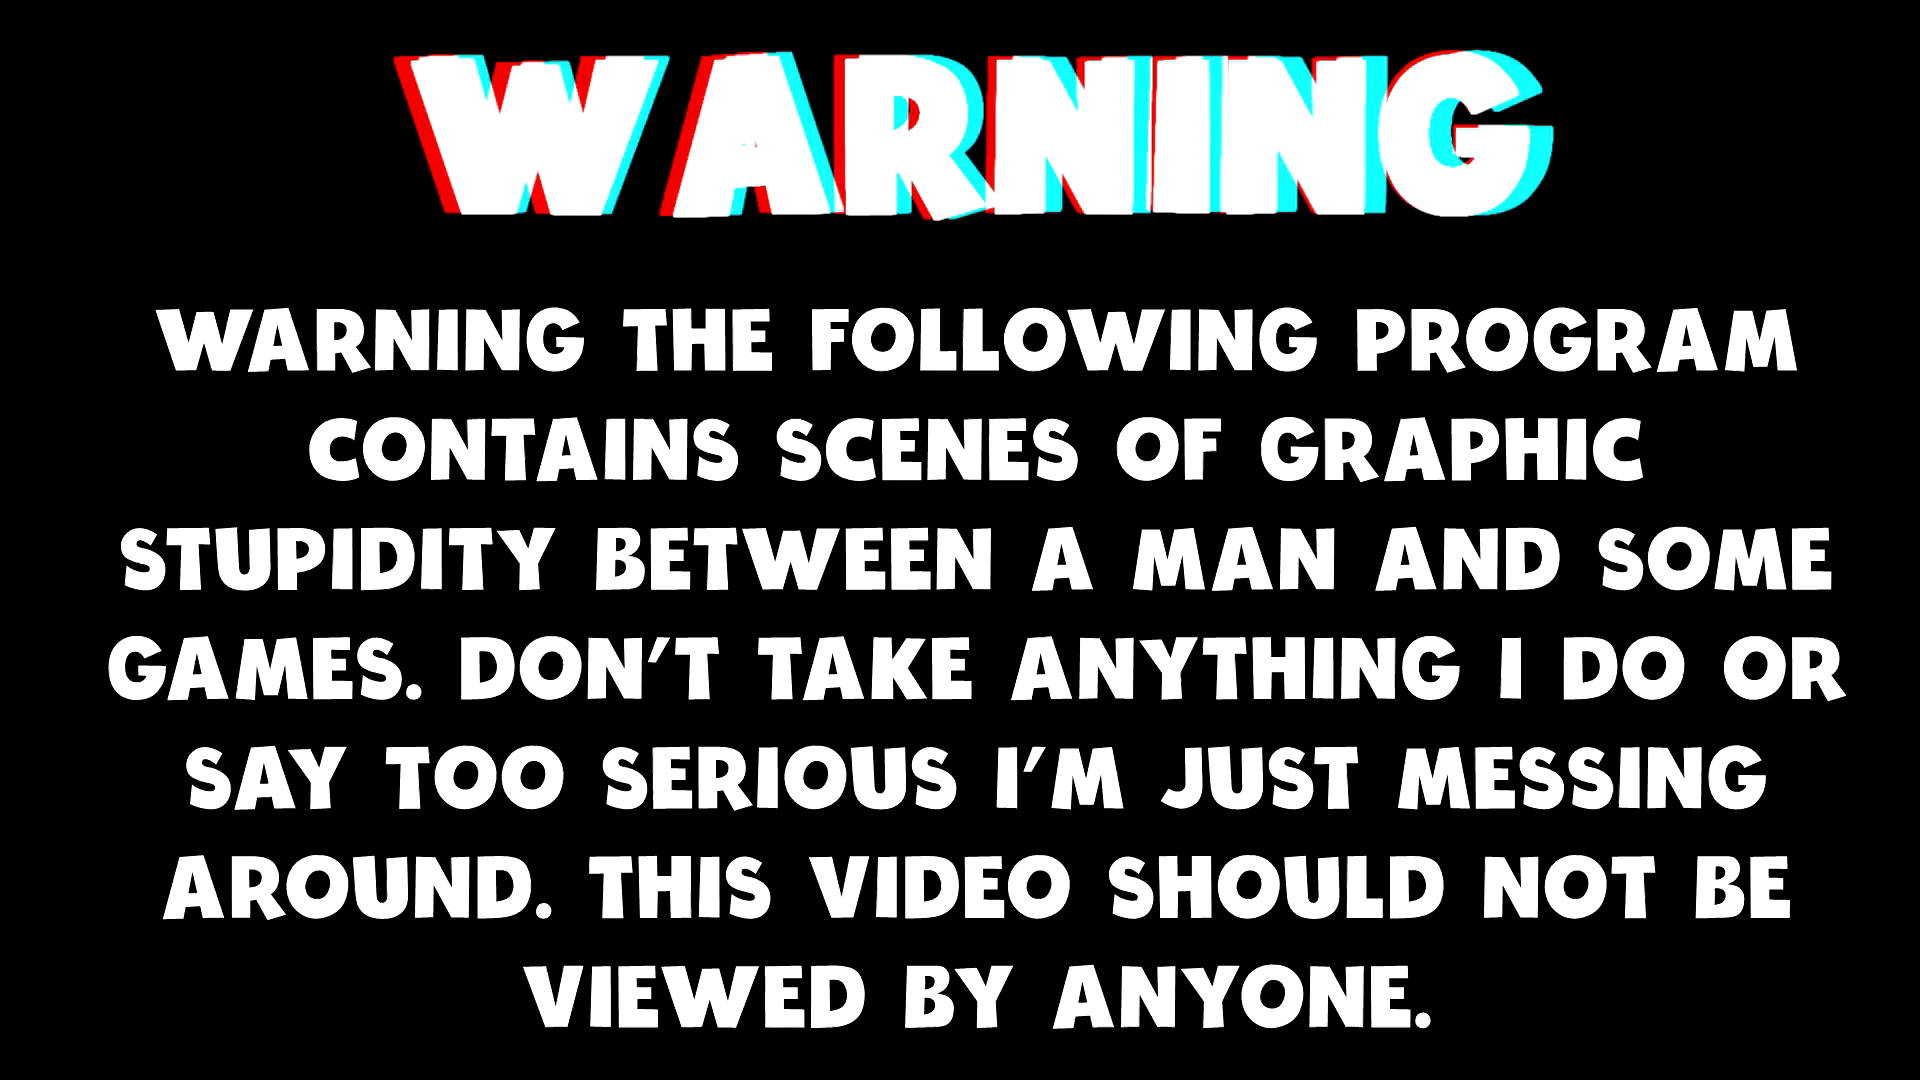 WARNING
WARNING THE FOLLOWING PROGRAM
CONTAINS SCENES OF GRAPHIC
STUPIDITY BETWEEN A MAN AND SOME
GAMES. DON'T TAKE ANYTHING I DO OR
SAY TOO SERIOUS I'M JUST MESSING
AROUND. THIS VIDEO SHOULD NOT BE
VIEWED BY ANYONE.